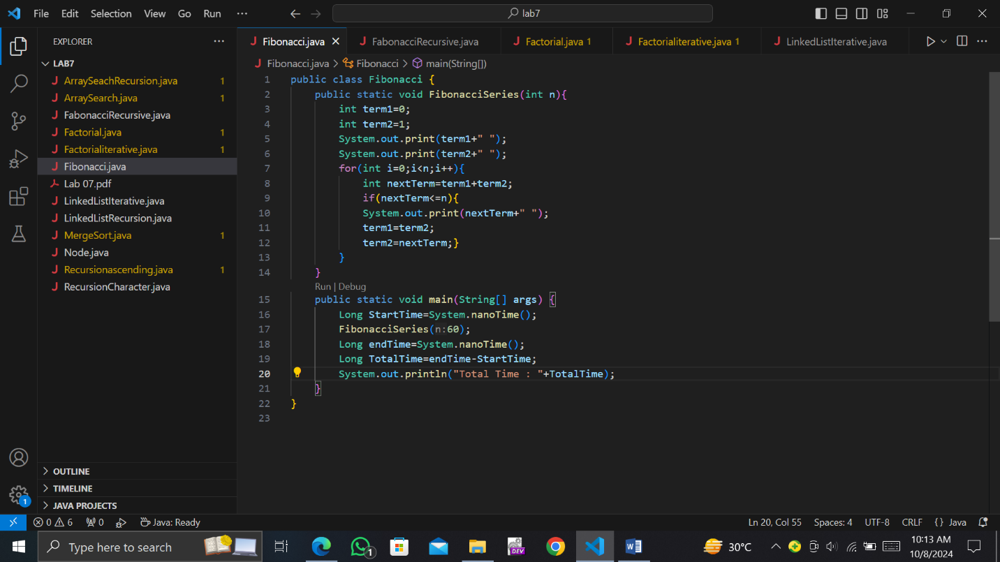 File Edit Selection View Go Run ··· lab7
EXPLORER ···
LAB7
J ArraySeachRecursion.java 1
J ArraySearch.java 1
J FabonacciRecursive.java
J Factorial.java 1
J Factorialiterative.java 1
J Fibonacci.java
Lab 07.pdf
J LinkedListIterative.java
J LinkedListRecursion.java
J MergeSort.java 1
J Node.java
J Recursionascending.java 1
J RecursionCharacter.java
OUTLINE
TIMELINE
JAVA PROJECTS
1
J Fibonacci.java J FabonacciRecursive.java J Factorial.java 1 J Factorialiterative.java 1 J LinkedListIterative.java ···
J Fibonacci.java > Fibonacci > main(String[])
1 public class Fibonacci {
2 public static void FibonacciSeries(int n){
3 int term1=0;
4 int term2=1;
5 System.out.print(term1+" ");
6 System.out.print(term2+" ");
7 for(int i=0;i<n;i++){
8 int nextTerm=term1+term2;
9 if(nextTerm<=n){
10 System.out.print(nextTerm+" ");
11 term1=term2;
12 term2=nextTerm;}
13 }
14 }
Run | Debug
15 public static void main(String[] args) {
16 Long StartTime=System.nanoTime();
17 FibonacciSeries(n:60);
18 Long endTime=System.nanoTime();
19 Long TotalTime=endTime-StartTime;
20 System.out.println("Total Time : "+TotalTime);
21 }
22 }
23
0 6 0 Java: Ready Ln 20, Col 55 Spaces: 4 UTF-8 CRLF {} Java
Type here to search 1 DEV 30°C 10:13 AM
10/8/2024